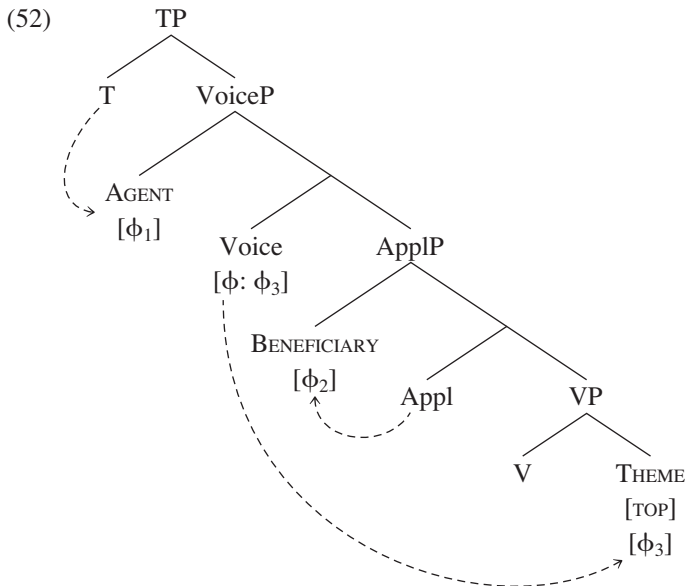 (52) TP
T VoiceP
AGENT
[ϕ₁]
Voice ApplP
[ϕ: ϕ₃]
BENEFICIARY
[ϕ₂]
Appl VP
V THEME
[TOP]
[ϕ₃]